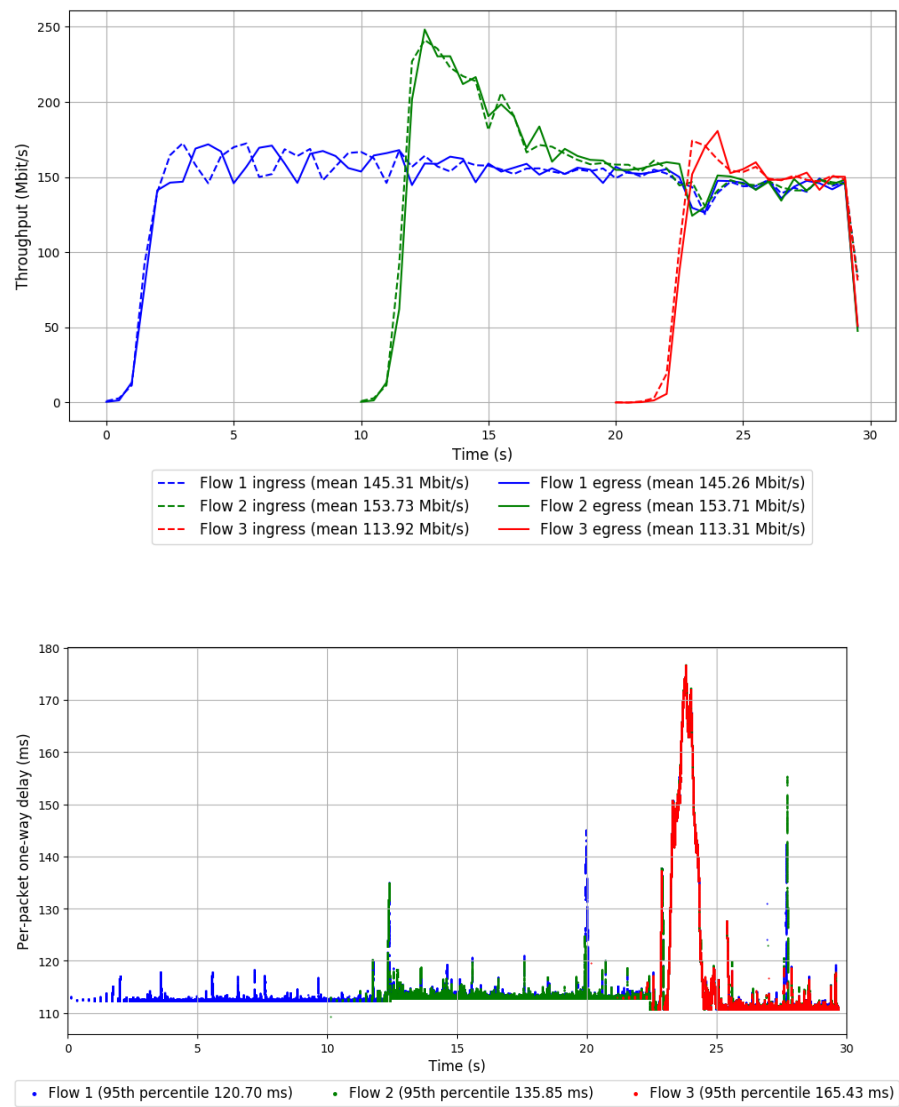 250
200
150
100
50
0
Throughput (Mbit/s)
0 5 10 15 20 25 30
Time (s)
Flow 1 ingress (mean 145.31 Mbit/s) Flow 1 egress (mean 145.26 Mbit/s)
Flow 2 ingress (mean 153.73 Mbit/s) Flow 2 egress (mean 153.71 Mbit/s)
Flow 3 ingress (mean 113.92 Mbit/s) Flow 3 egress (mean 113.31 Mbit/s)
180
170
160
150
140
130
120
110
Per-packet one-way delay (ms)
0 5 10 15 20 25 30
Time (s)
Flow 1 (95th percentile 120.70 ms) Flow 2 (95th percentile 135.85 ms) Flow 3 (95th percentile 165.43 ms)